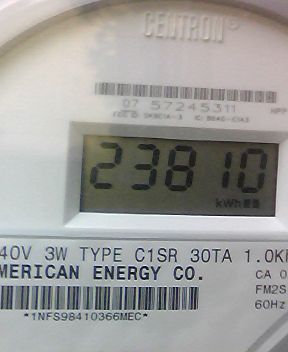 CENTRON®
07 57245311
23810
kWh
40V 3W TYPE C1SR 30TA 1.0K
MERICAN ENERGY CO. CA 0
FM2S
60Hz
*1NFS98410366MEC*